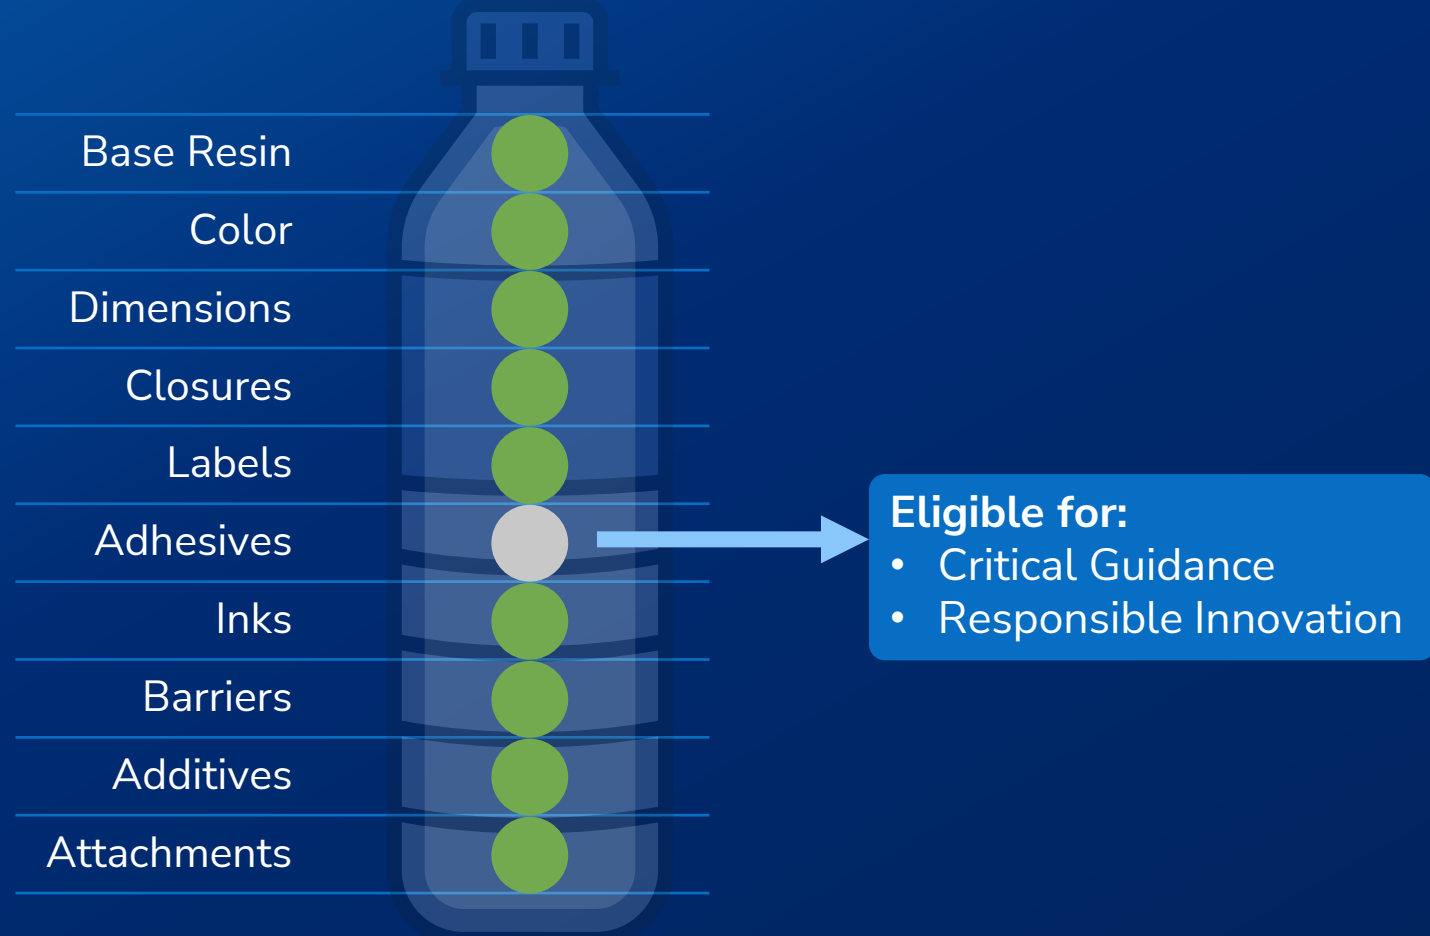 Base Resin
Color
Dimensions
Closures
Labels
Adhesives
Inks
Barriers
Additives
Attachments
Eligible for:
• Critical Guidance
• Responsible Innovation